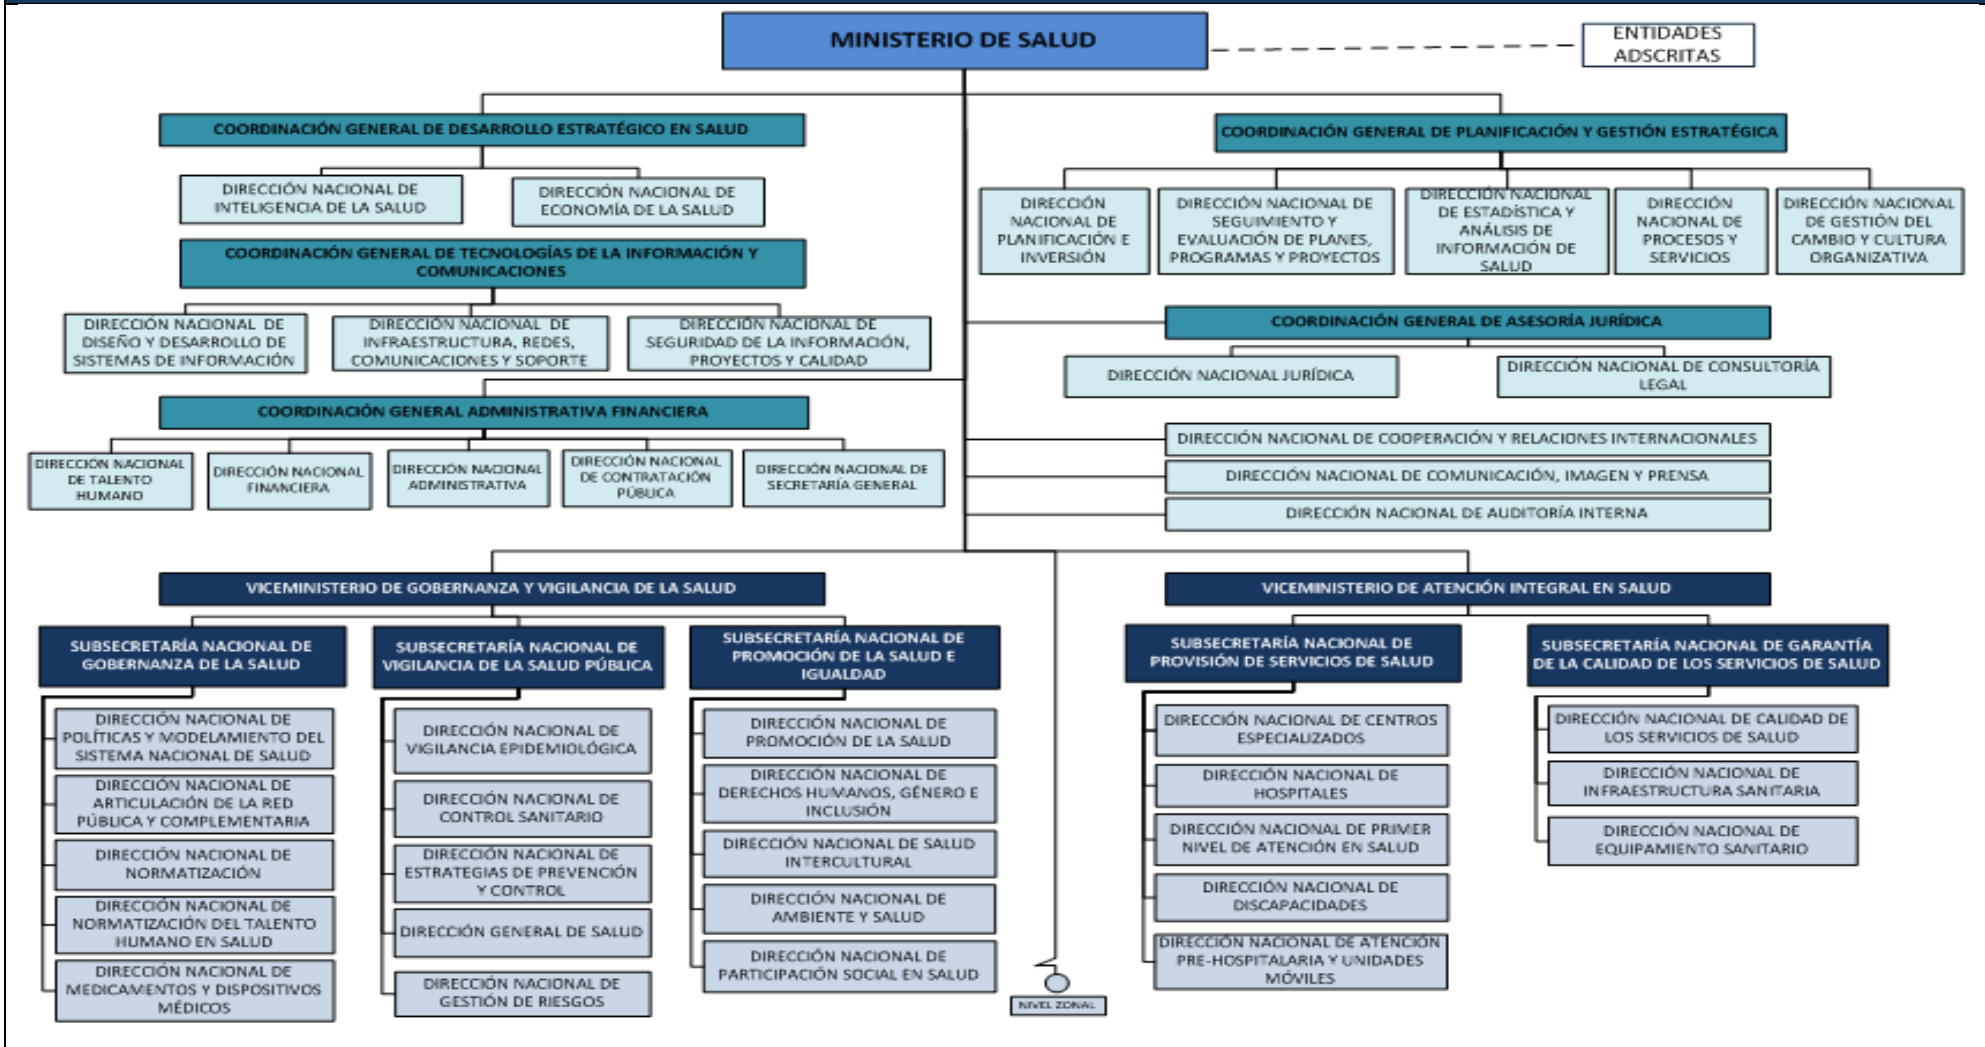 MINISTERIO DE SALUD
ENTIDADES
ADSCRITAS
COORDINACIÓN GENERAL DE DESARROLLO ESTRATÉGICO EN SALUD
DIRECCIÓN NACIONAL DE
INTELIGENCIA DE LA SALUD
DIRECCIÓN NACIONAL DE
ECONOMÍA DE LA SALUD
COORDINACIÓN GENERAL DE PLANIFICACIÓN Y GESTIÓN ESTRATÉGICA
DIRECCIÓN
NACIONAL DE
PLANIFICACIÓN E
INVERSIÓN
DIRECCIÓN NACIONAL DE
SEGUIMIENTO Y
EVALUACIÓN DE PLANES,
PROGRAMAS Y PROYECTOS
DIRECCIÓN NACIONAL
DE ESTADÍSTICA Y
ANÁLISIS DE
INFORMACIÓN DE
SALUD
DIRECCIÓN
NACIONAL DE
PROCESOS Y
SERVICIOS
DIRECCIÓN NACIONAL
DE GESTIÓN DEL
CAMBIO Y CULTURA
ORGANIZATIVA
COORDINACIÓN GENERAL DE TECNOLOGÍAS DE LA INFORMACIÓN Y
COMUNICACIONES
DIRECCIÓN NACIONAL DE
DISEÑO Y DESARROLLO DE
SISTEMAS DE INFORMACIÓN
DIRECCIÓN NACIONAL DE
INFRAESTRUCTURA, REDES,
COMUNICACIONES Y SOPORTE
DIRECCIÓN NACIONAL DE
SEGURIDAD DE LA INFORMACIÓN,
PROYECTOS Y CALIDAD
COORDINACIÓN GENERAL DE ASESORÍA JURÍDICA
DIRECCIÓN NACIONAL JURÍDICA
DIRECCIÓN NACIONAL DE CONSULTORÍA
LEGAL
COORDINACIÓN GENERAL ADMINISTRATIVA FINANCIERA
DIRECCIÓN NACIONAL
DE TALENTO
HUMANO
DIRECCIÓN NACIONAL
FINANCIERA
DIRECCIÓN NACIONAL
ADMINISTRATIVA
DIRECCIÓN NACIONAL
DE CONTRATACIÓN
PÚBLICA
DIRECCIÓN NACIONAL DE
SECRETARÍA GENERAL
DIRECCIÓN NACIONAL DE COOPERACIÓN Y RELACIONES INTERNACIONALES
DIRECCIÓN NACIONAL DE COMUNICACIÓN, IMAGEN Y PRENSA
DIRECCIÓN NACIONAL DE AUDITORÍA INTERNA
VICEMINISTERIO DE GOBERNANZA Y VIGILANCIA DE LA SALUD
SUBSECRETARÍA NACIONAL DE
GOBERNANZA DE LA SALUD
DIRECCIÓN NACIONAL DE
POLÍTICAS Y MODELAMIENTO DEL
SISTEMA NACIONAL DE SALUD
DIRECCIÓN NACIONAL DE
ARTICULACIÓN DE LA RED
PÚBLICA Y COMPLEMENTARIA
DIRECCIÓN NACIONAL DE
NORMATIZACIÓN
DIRECCIÓN NACIONAL DE
NORMATIZACIÓN DEL TALENTO
HUMANO EN SALUD
DIRECCIÓN NACIONAL DE
MEDICAMENTOS Y DISPOSITIVOS
MÉDICOS
SUBSECRETARÍA NACIONAL DE
VIGILANCIA DE LA SALUD PÚBLICA
DIRECCIÓN NACIONAL DE
VIGILANCIA EPIDEMIOLÓGICA
DIRECCIÓN NACIONAL DE
CONTROL SANITARIO
DIRECCIÓN NACIONAL DE
ESTRATEGIAS DE PREVENCIÓN
Y CONTROL
DIRECCIÓN GENERAL DE SALUD
DIRECCIÓN NACIONAL DE
GESTIÓN DE RIESGOS
SUBSECRETARÍA NACIONAL DE
PROMOCIÓN DE LA SALUD E
IGUALDAD
DIRECCIÓN NACIONAL DE
PROMOCIÓN DE LA SALUD
DIRECCIÓN NACIONAL DE
DERECHOS HUMANOS, GÉNERO E
INCLUSIÓN
DIRECCIÓN NACIONAL DE SALUD
INTERCULTURAL
DIRECCIÓN NACIONAL DE
AMBIENTE Y SALUD
DIRECCIÓN NACIONAL DE
PARTICIPACIÓN SOCIAL EN SALUD
NIVEL ZONAL
VICEMINISTERIO DE ATENCIÓN INTEGRAL EN SALUD
SUBSECRETARÍA NACIONAL DE
PROVISIÓN DE SERVICIOS DE SALUD
DIRECCIÓN NACIONAL DE CENTROS
ESPECIALIZADOS
DIRECCIÓN NACIONAL DE
HOSPITALES
DIRECCIÓN NACIONAL DE PRIMER
NIVEL DE ATENCIÓN EN SALUD
DIRECCIÓN NACIONAL DE
DISCAPACIDADES
DIRECCIÓN NACIONAL DE ATENCIÓN
PRE-HOSPITALARIA Y UNIDADES
MÓVILES
SUBSECRETARÍA NACIONAL DE GARANTÍA
DE LA CALIDAD DE LOS SERVICIOS DE SALUD
DIRECCIÓN NACIONAL DE CALIDAD DE
LOS SERVICIOS DE SALUD
DIRECCIÓN NACIONAL DE
INFRAESTRUCTURA SANITARIA
DIRECCIÓN NACIONAL DE
EQUIPAMIENTO SANITARIO